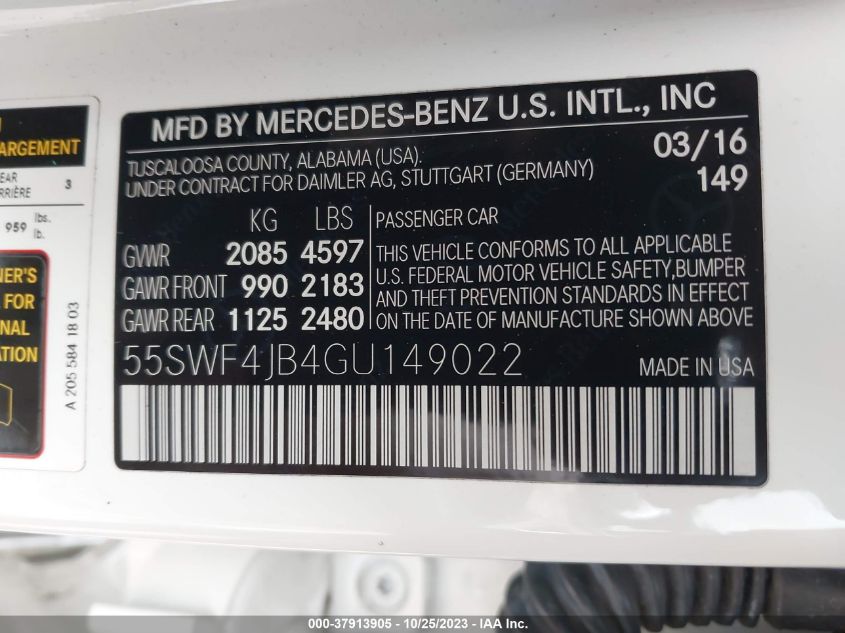 ARGEMENT
3
959 lbs.
lb.
FOR
A 205 584 18 03
MFD BY MERCEDES-BENZ U.S. INTL., INC
TUSCALOOSA COUNTY, ALABAMA (USA). 03/16
UNDER CONTRACT FOR DAIMLER AG, STUTTGART (GERMANY) 149
KG LBS PASSENGER CAR
GVWR 2085 4597 THIS VEHICLE CONFORMS TO ALL APPLICABLE
GAWR FRONT 990 2183 U.S. FEDERAL MOTOR VEHICLE SAFETY,BUMPER
AND THEFT PREVENTION STANDARDS IN EFFECT
GAWR REAR 1125 2480 ON THE DATE OF MANUFACTURE SHOWN ABOVE
55SWF4JB4GU149022 MADE IN USA
000-37913905 • 10/25/2023 • IAA Inc.